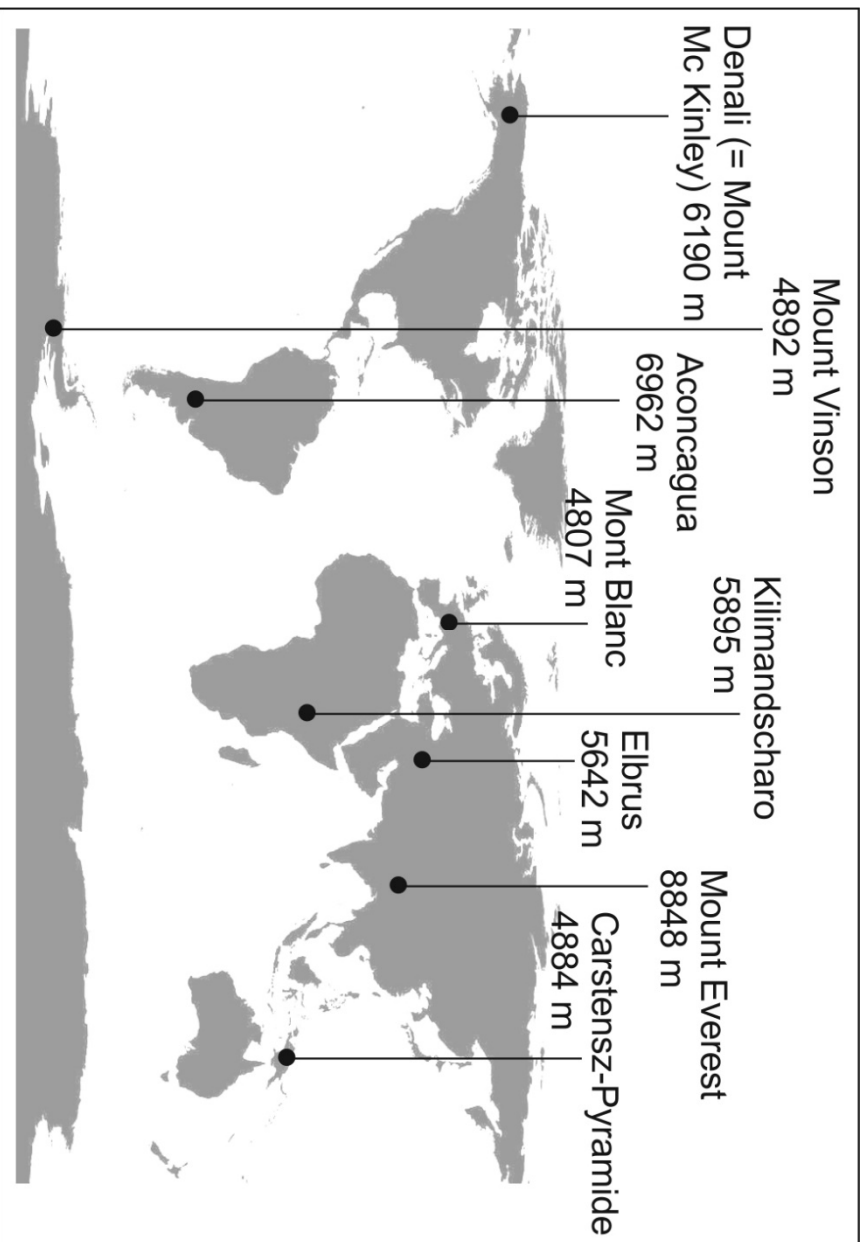 Denali (= Mount
Mc Kinley) 6190 m
Mount Vinson
4892 m
Aconcagua
6962 m
Mont Blanc
4807 m
Kilimandscharo
5895 m
Elbrus
5642 m
Mount Everest
8848 m
Carstensz-Pyramide
4884 m